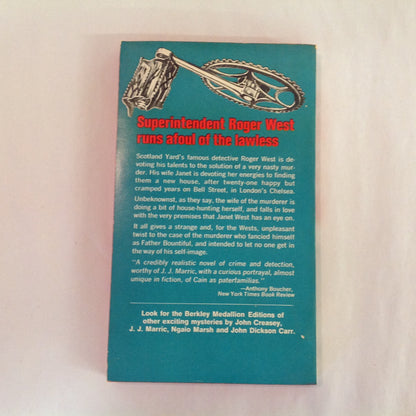 Superintendent Roger West
runs afoul of the lawless
Scotland Yard's famous detective Roger West is de-
voting his talents to the solution of a very nasty mur-
der. His wife Janet is devoting her energies to finding
them a new house, after twenty-one happy but
cramped years on Bell Street, in London's Chelsea.
Unbeknownst, as they say, the wife of the murderer is
doing a bit of house-hunting herself, and falls in love
with the very premises that Janet West has an eye on.
It all gives a strange and, for the Wests, unpleasant
twist to the case of the murderer who fancied himself
as Father Bountiful, and intended to let no one get in
the way of his self-image.
"A credibly realistic novel of crime and detection,
worthy of J. J. Marric, with a curious portrayal, almost
unique in fiction, of Cain as paterfamilias."
—Anthony Boucher,
New York Times Book Review
Look for the Berkley Medallion Editions of
other exciting mysteries by John Creasey,
J. J. Marric, Ngaio Marsh and John Dickson Carr.